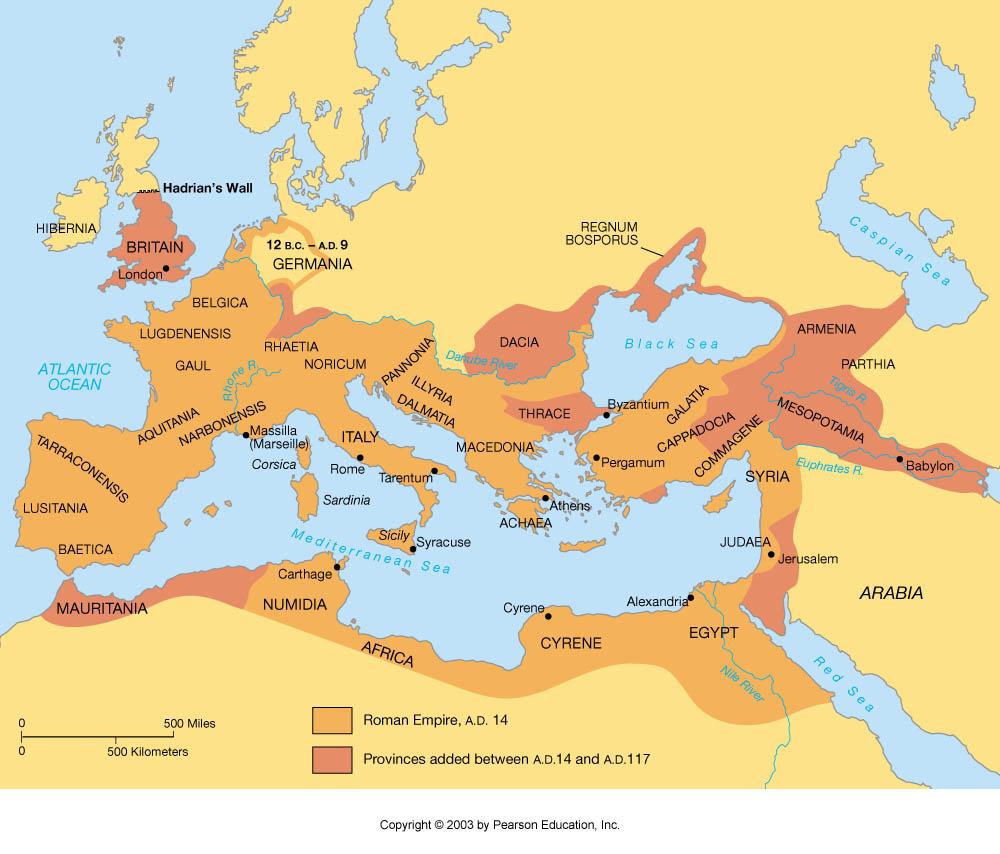 Hadrian's Wall
HIBERNIA
BRITAIN
London
12 B.C. – A.D. 9
GERMANIA
REGNUM
BOSPORUS
Caspian Sea
BELGICA
LUGDENENSIS
GAUL
RHAETIA
NORICUM
PANNONIA
ILLYRIA
DALMATIA
DACIA
Danube River
Black Sea
ARMENIA
PARTHIA
Tigris R.
MESOPOTAMIA
Euphrates R.
Babylon
ATLANTIC
OCEAN
Rhone R.
AQUITANIA
NARBONENSIS
Massilla
(Marseille)
Corsica
ITALY
Rome
Tarentum
Sardinia
Sicily
Syracuse
THRACE
Byzantium
MACEDONIA
GALATIA
CAPPADOCIA
COMMAGENE
Pergamum
Athens
ACHAEA
SYRIA
TARRACONENSIS
LUSITANIA
BAETICA
Mediterranean Sea
JUDAEA
Jerusalem
MAURITANIA
Carthage
NUMIDIA
AFRICA
Cyrene
CYRENE
Alexandria
EGYPT
Nile River
ARABIA
Red Sea
0 500 Miles
0 500 Kilometers
Roman Empire, A.D. 14
Provinces added between A.D.14 and A.D.117
Copyright © 2003 by Pearson Education, Inc.